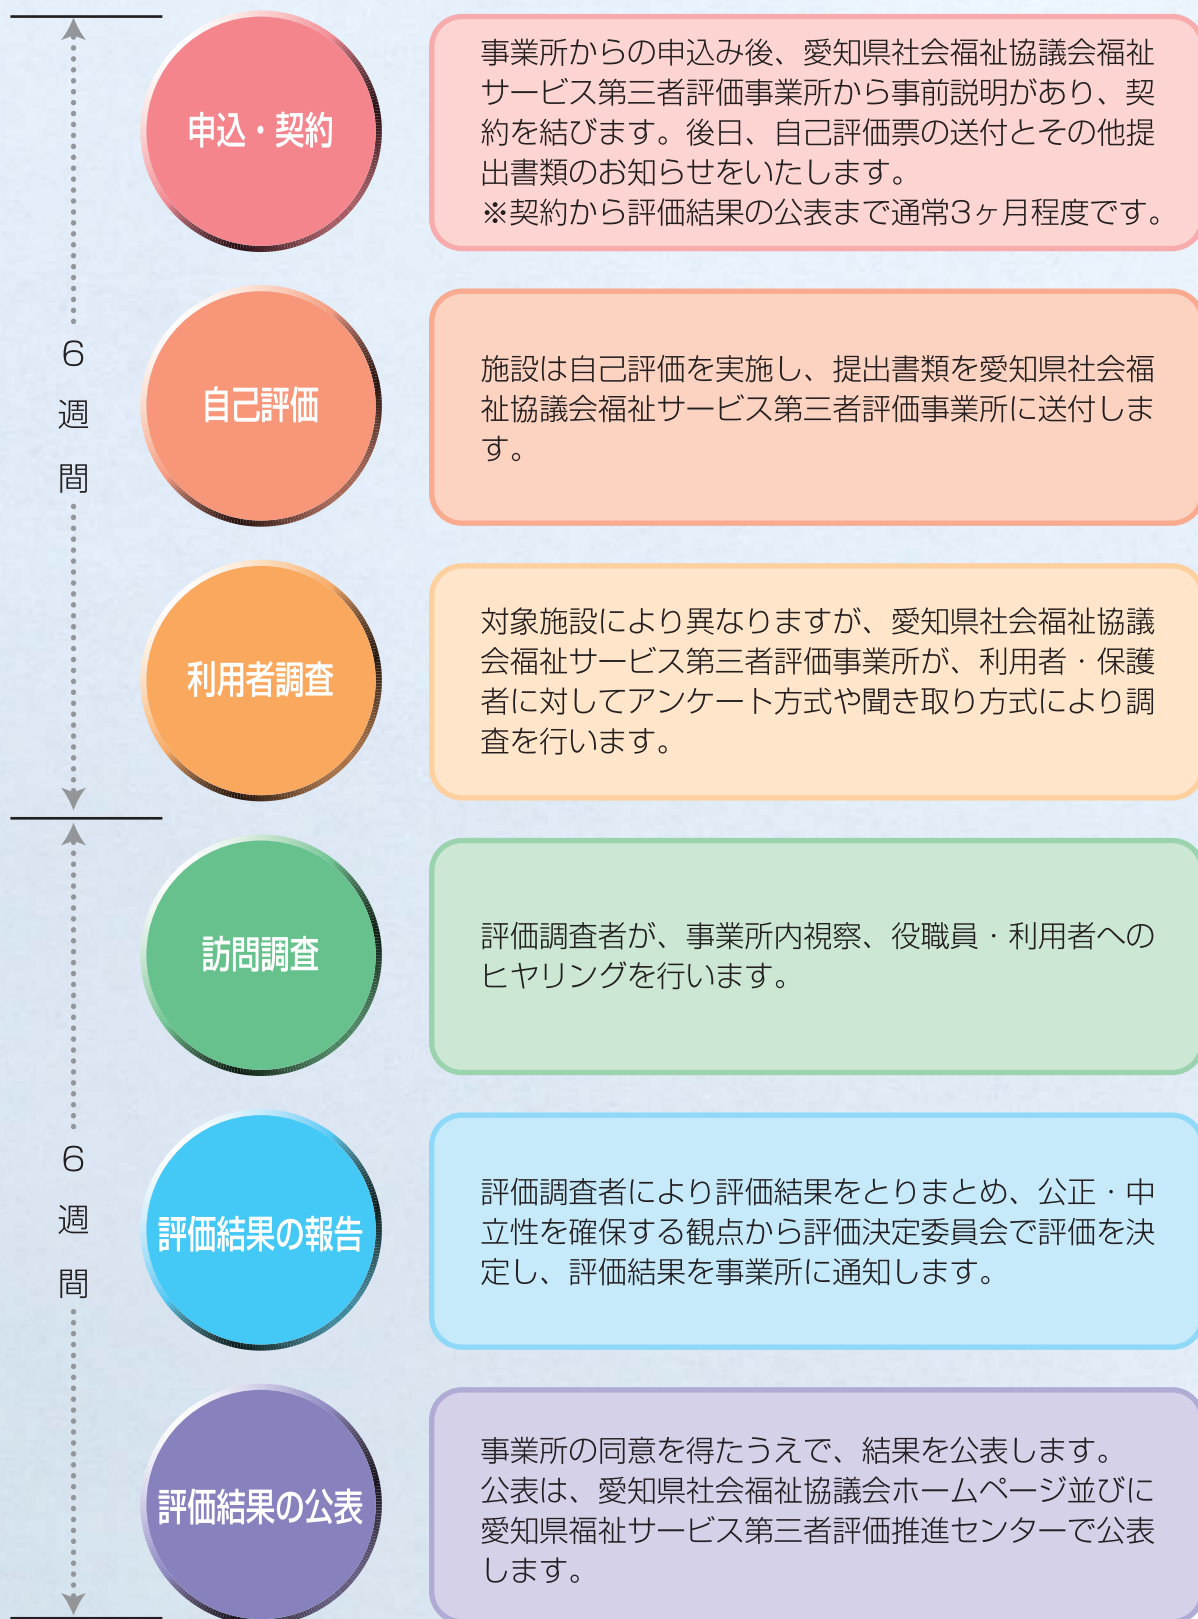 申込・契約
事業所からの申込み後、愛知県社会福祉協議会福祉
サービス第三者評価事業所から事前説明があり、契
約を結びます。後日、自己評価票の送付とその他提
出書類のお知らせをいたします。
※契約から評価結果の公表まで通常3ヶ月程度です。
6
週
間
自己評価
施設は自己評価を実施し、提出書類を愛知県社会福
祉協議会福祉サービス第三者評価事業所に送付しま
す。
利用者調査
対象施設により異なりますが、愛知県社会福祉協議
会福祉サービス第三者評価事業所が、利用者・保護
者に対してアンケート方式や聞き取り方式により調
査を行います。
訪問調査
評価調査者が、事業所内視察、役職員・利用者への
ヒヤリングを行います。
6
週
間
評価結果の報告
評価調査者により評価結果をとりまとめ、公正・中
立性を確保する観点から評価決定委員会で評価を決
定し、評価結果を事業所に通知します。
評価結果の公表
事業所の同意を得たうえで、結果を公表します。
公表は、愛知県社会福祉協議会ホームページ並びに
愛知県福祉サービス第三者評価推進センターで公表
します。